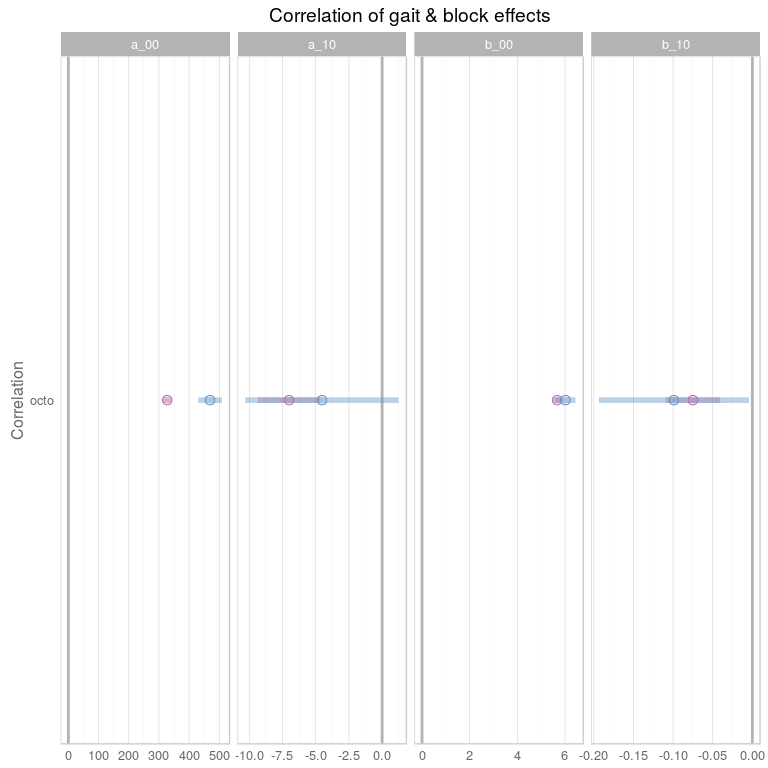 Correlation of gait & block effects
a_00 a_10 b_00 b_10
Correlation
octo
0 100 200 300 400 500 -10.0 -7.5 -5.0 -2.5 0.0 0 2 4 6 -0.20 -0.15 -0.10 -0.05 0.00